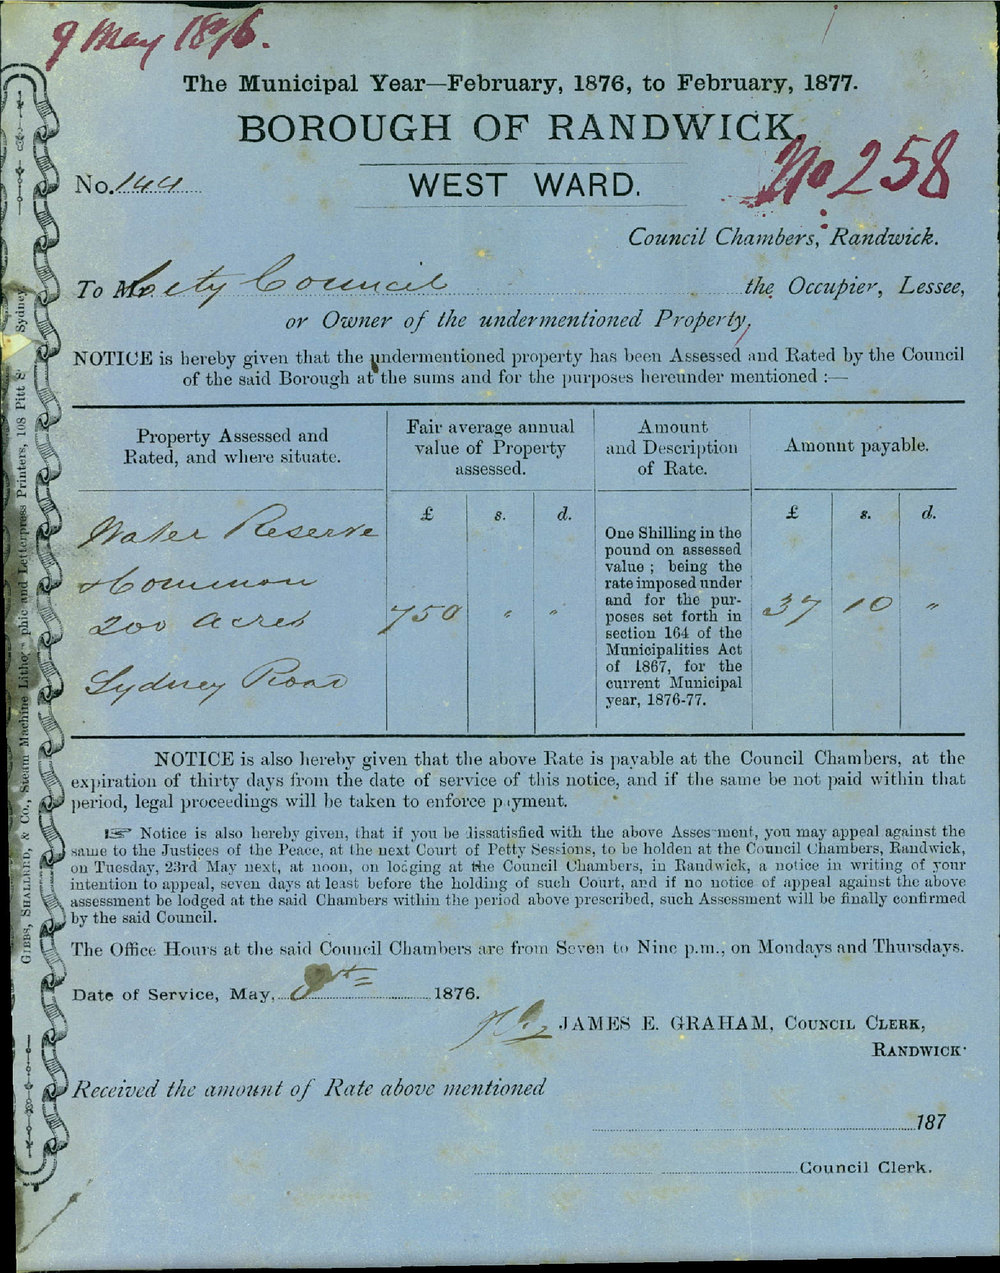 9 May 1876.
The Municipal Year—February, 1876, to February, 1877.
BOROUGH OF RANDWICK.
No. 144
WEST WARD.
No 258
Council Chambers, Randwick.
To Mr City Council the Occupier, Lessee,
or Owner of the undermentioned Property.
NOTICE is hereby given that the undermentioned property has been Assessed and Rated by the Council
of the said Borough at the sums and for the purposes hereunder mentioned :—
Property Assessed and
Rated, and where situate.
Fair average annual
value of Property
assessed.
Amount
and Description
of Rate.
Amount payable.
£ s. d.
£ s. d.
Water Reserve
& Common
200 Acres
Sydney Road
750 " "
One Shilling in the
pound on assessed
value ; being the
rate imposed under
and for the pur-
poses set forth in
section 164 of the
Municipalities Act
of 1867, for the
current Municipal
year, 1876-77.
37 10 "
NOTICE is also hereby given that the above Rate is payable at the Council Chambers, at the
expiration of thirty days from the date of service of this notice, and if the same be not paid within that
period, legal proceedings will be taken to enforce payment.
☞ Notice is also hereby given, that if you be dissatisfied with the above Assessment, you may appeal against the
same to the Justices of the Peace, at the next Court of Petty Sessions, to be holden at the Council Chambers, Randwick,
on Tuesday, 23rd May next, at noon, on lodging at the Council Chambers, in Randwick, a notice in writing of your
intention to appeal, seven days at least before the holding of such Court, and if no notice of appeal against the above
assessment be lodged at the said Chambers within the period above prescribed, such Assessment will be finally confirmed
by the said Council.
The Office Hours at the said Council Chambers are from Seven to Nine p.m., on Mondays and Thursdays.
Date of Service, May, 1876.
JAMES E. GRAHAM, COUNCIL CLERK,
RANDWICK.
Received the amount of Rate above mentioned
187
Council Clerk.
GIBBS, SHALLARD, & CO., Steam Machine Lithographic and Letterpress Printers, 108 Pitt St Sydney